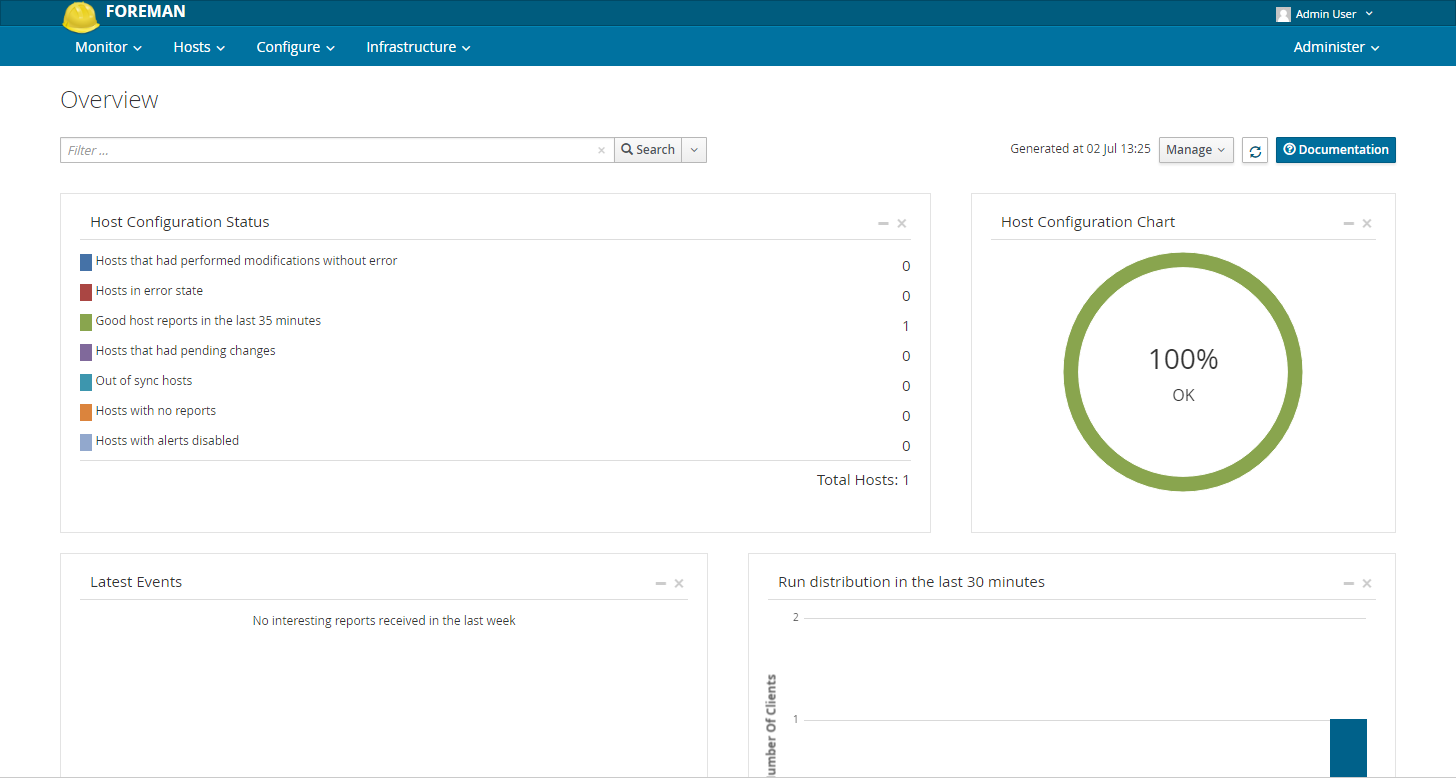 FOREMAN
Admin User
Monitor Hosts Configure Infrastructure Administer
Overview
Filter ... × Search Generated at 02 Jul 13:25 Manage Documentation
Host Configuration Status
Hosts that had performed modifications without error 0
Hosts in error state 0
Good host reports in the last 35 minutes 1
Hosts that had pending changes 0
Out of sync hosts 0
Hosts with no reports 0
Hosts with alerts disabled 0
Total Hosts: 1
Host Configuration Chart
100%
OK
Latest Events
No interesting reports received in the last week
Run distribution in the last 30 minutes
2
1
Of Clients